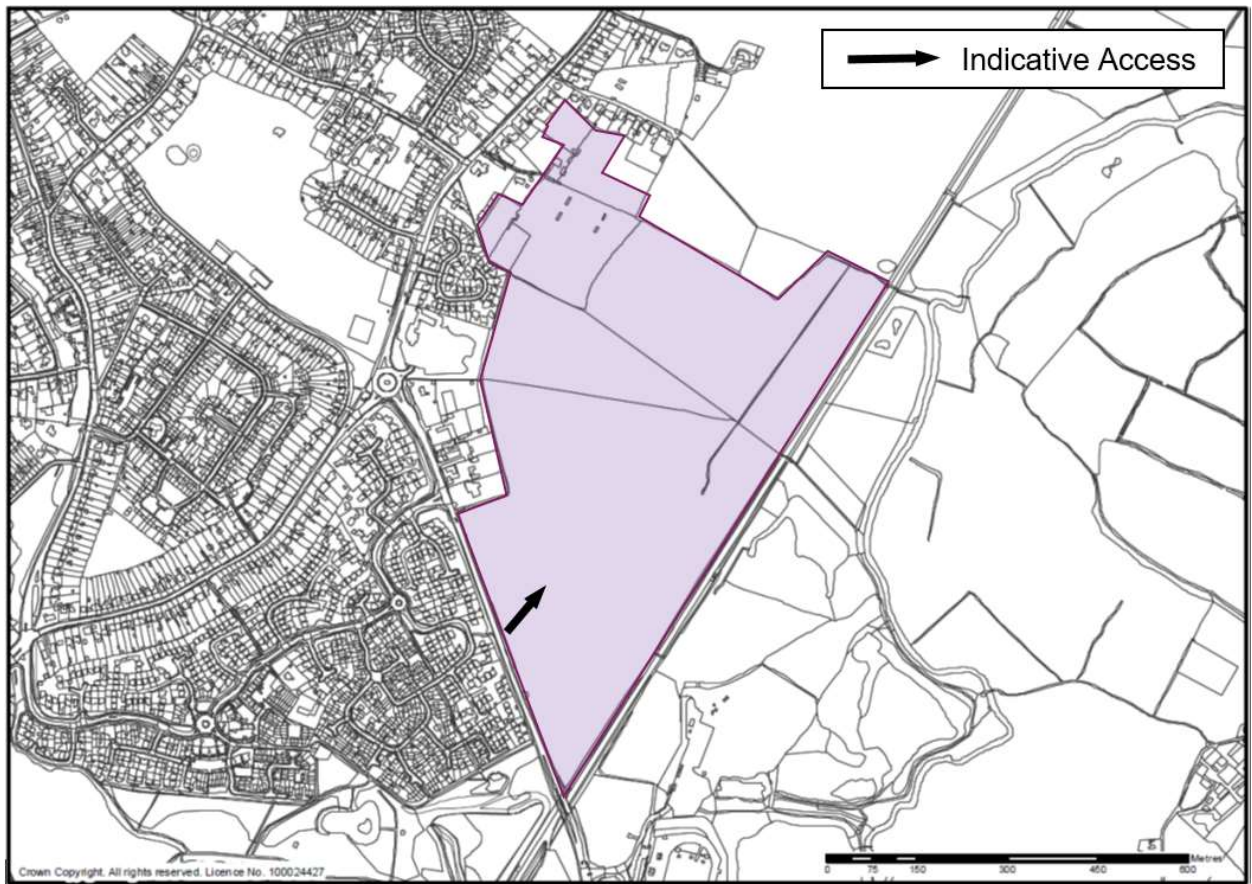 Indicative Access
Crown Copyright. All rights reserved. Licence No. 100024427
Metres
0 75 150 300 450 600